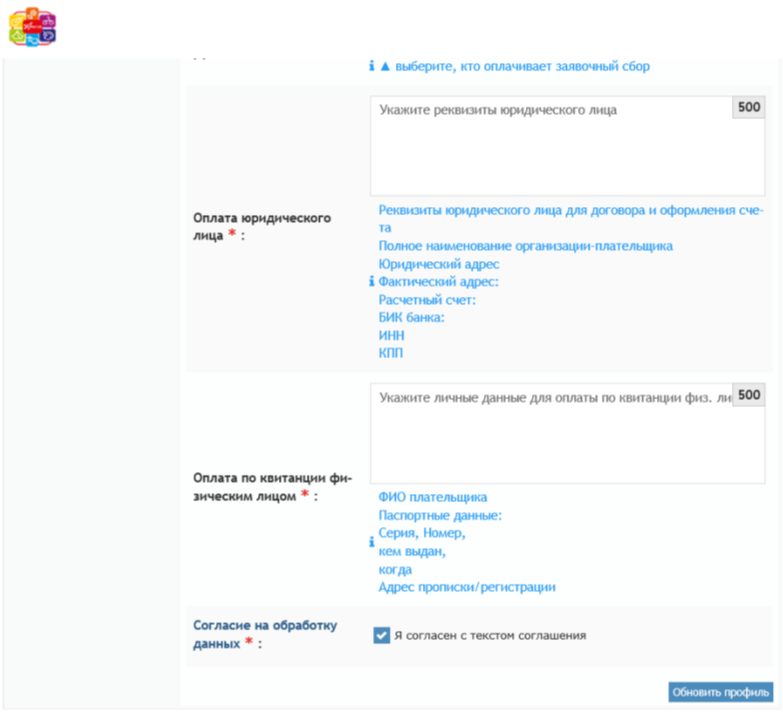 ▲ выберите, кто оплачивает заявочный сбор
Укажите реквизиты юридического лица
500
Оплата юридического
лица * :
Реквизиты юридического лица для договора и оформления сче-
та
Полное наименование организации-плательщика
Юридический адрес
Фактический адрес:
Расчетный счет:
БИК банка:
ИНН
КПП
Укажите личные данные для оплаты по квитанции физ. ли
500
Оплата по квитанции фи-
зическим лицом * :
ФИО плательщика
Паспортные данные:
Серия, Номер,
кем выдан,
когда
Адрес прописки/регистрации
Согласие на обработку
данных * :
Я согласен с текстом соглашения
Обновить профиль